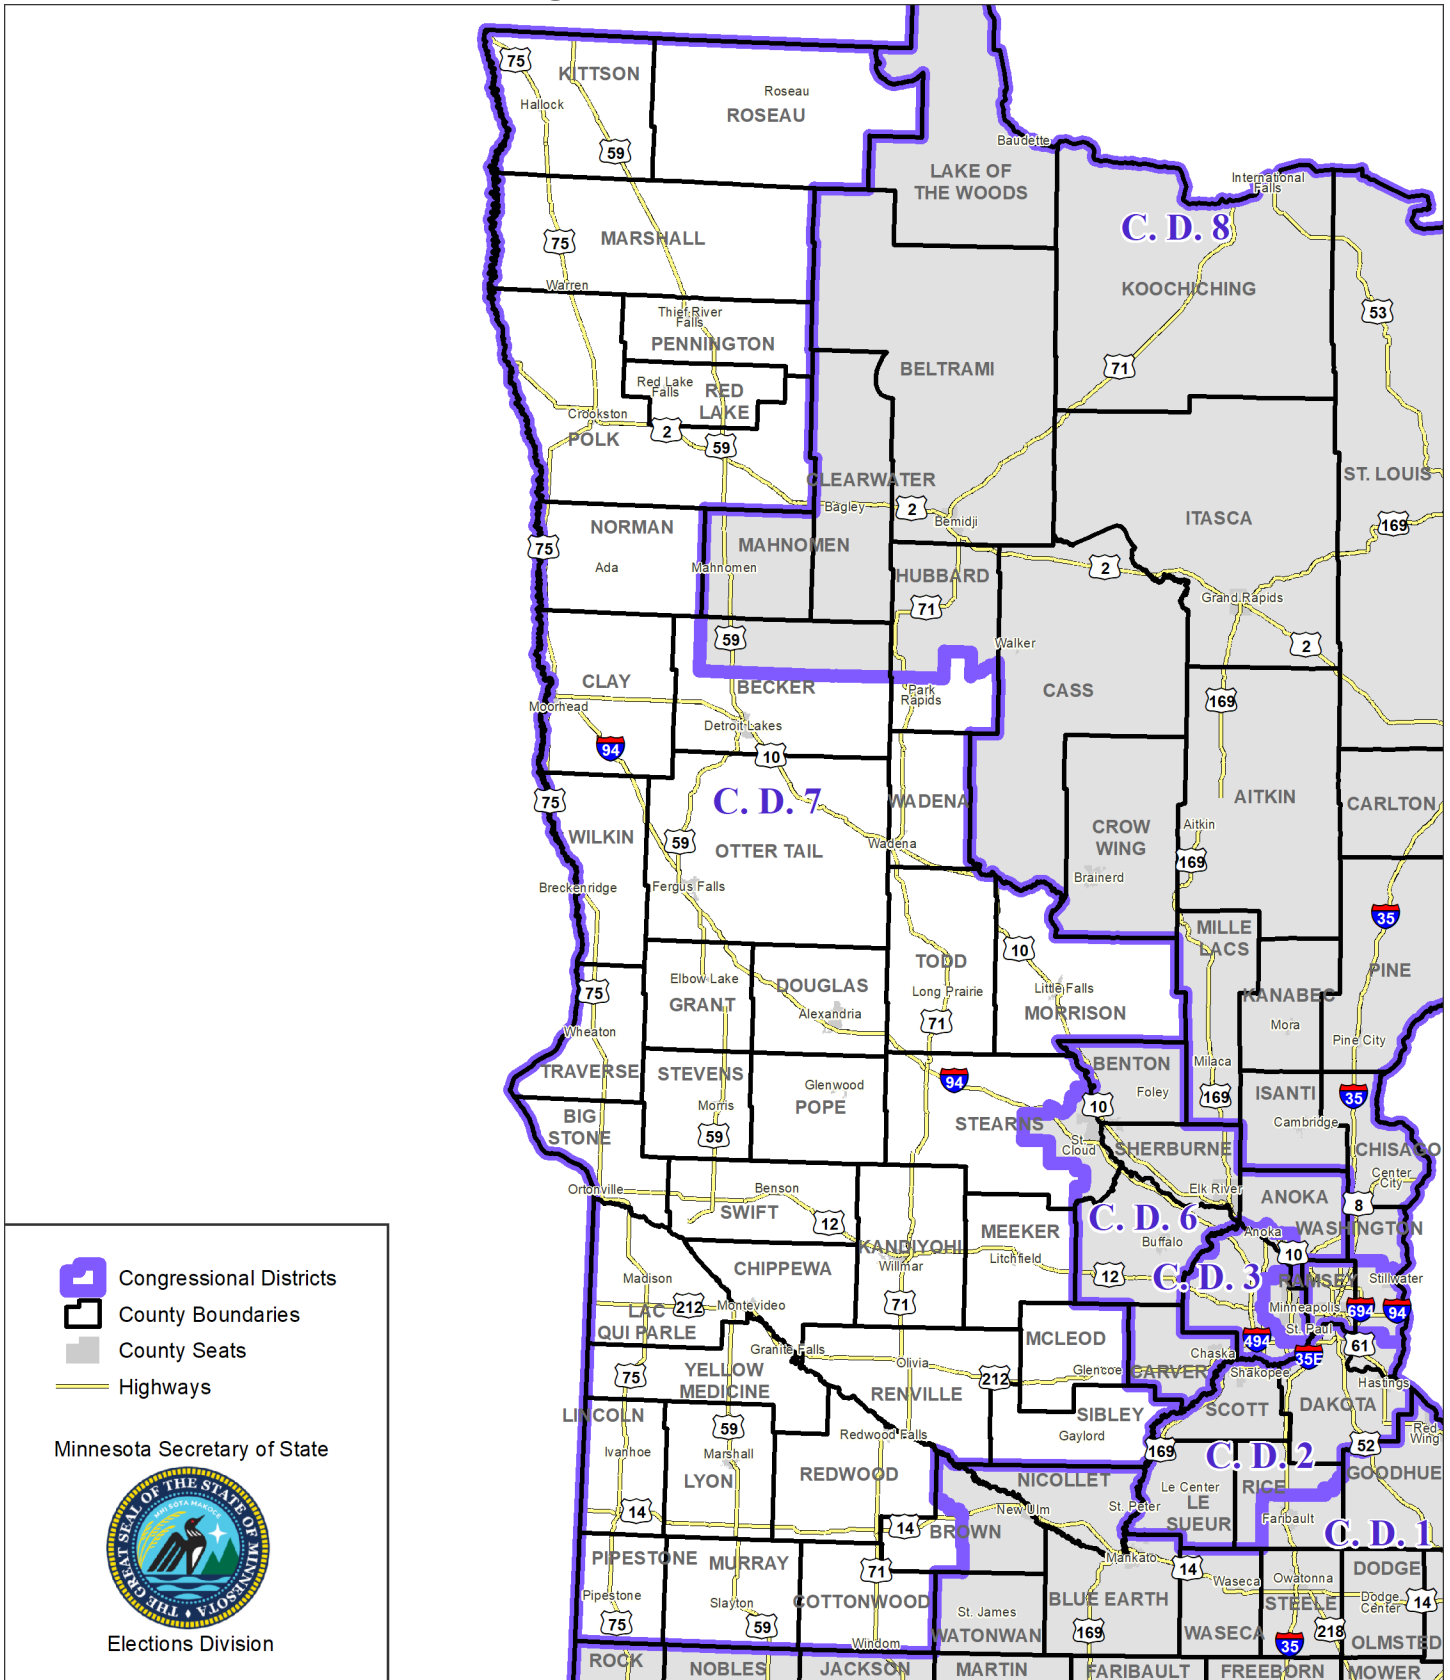 75
KITTSON
Hallock
59
Roseau
ROSEAU
Baudette
LAKE OF
THE WOODS
International
Falls
C. D. 8
75
MARSHALL
Warren
KOOCHICHING
53
Thief River
Falls
PENNINGTON
71
BELTRAMI
Red Lake
Falls
RED
LAKE
Crookston
POLK
2
59
CLEARWATER
Bagley
2
Bemidji
ST. LOUIS
ITASCA
169
NORMAN
75
Ada
MAHNOMEN
Mahnomen
HUBBARD
2
71
Grand Rapids
59
Walker
2
CLAY
BECKER
Park
Rapids
CASS
169
Moorhead
Detroit Lakes
94
10
75
C. D. 7
WADENA
AITKIN
CARLTON
WILKIN
59
OTTER TAIL
Wadena
CROW
WING
Aitkin
169
Breckenridge
Fergus Falls
Brainerd
35
MILLE
LACS
10
TODD
PINE
Elbow Lake
GRANT
DOUGLAS
Alexandria
Long Prairie
Little Falls
MORRISON
KANABEC
Mora
75
71
Wheaton
Pine City
TRAVERSE
STEVENS
Glenwood
POPE
94
BENTON
Foley
Milaca
169
ISANTI
35
BIG
STONE
Morris
59
STEARNS
10
St.
Cloud
Cambridge
SHERBURNE
CHISAGO
Center
City
Ortonville
Benson
SWIFT
12
Elk River
ANOKA
8
C. D. 6
MEEKER
Buffalo
Anoka
WASHINGTON
KANDIYOHI
Willmar
Litchfield
10
CHIPPEWA
12
C. D. 3
RAMSEY
Stillwater
Madison
212
Montevideo
71
Minneapolis
694
94
LAC
QUI PARLE
St. Paul
MCLEOD
494
61
Granite Falls
Chaska
35E
75
YELLOW
MEDICINE
Olivia
212
Glencoe
CARVER
Shakopee
Hastings
RENVILLE
LINCOLN
59
SIBLEY
Gaylord
SCOTT
DAKOTA
Redwood Falls
Red
Wing
Ivanhoe
Marshall
169
52
C. D. 2
LYON
REDWOOD
NICOLLET
GOODHUE
Le Center
LE
SUEUR
RICE
14
New Ulm
St. Peter
14
BROWN
Faribault
C. D. 1
PIPESTONE
MURRAY
71
Mankato
14
DODGE
Pipestone
Slayton
COTTONWOOD
BLUE EARTH
Waseca
Owatonna
STEELE
Dodge
Center
14
75
59
St. James
WATONWAN
169
WASECA
218
35
OLMSTED
Windom
ROCK
NOBLES
JACKSON
MARTIN
FARIBAULT
FREEBORN
MOWER
Congressional Districts
County Boundaries
County Seats
Highways
Minnesota Secretary of State
THE GREAT SEAL OF THE STATE OF MINNESOTA
MNI SOTA MAKOCE
Elections Division